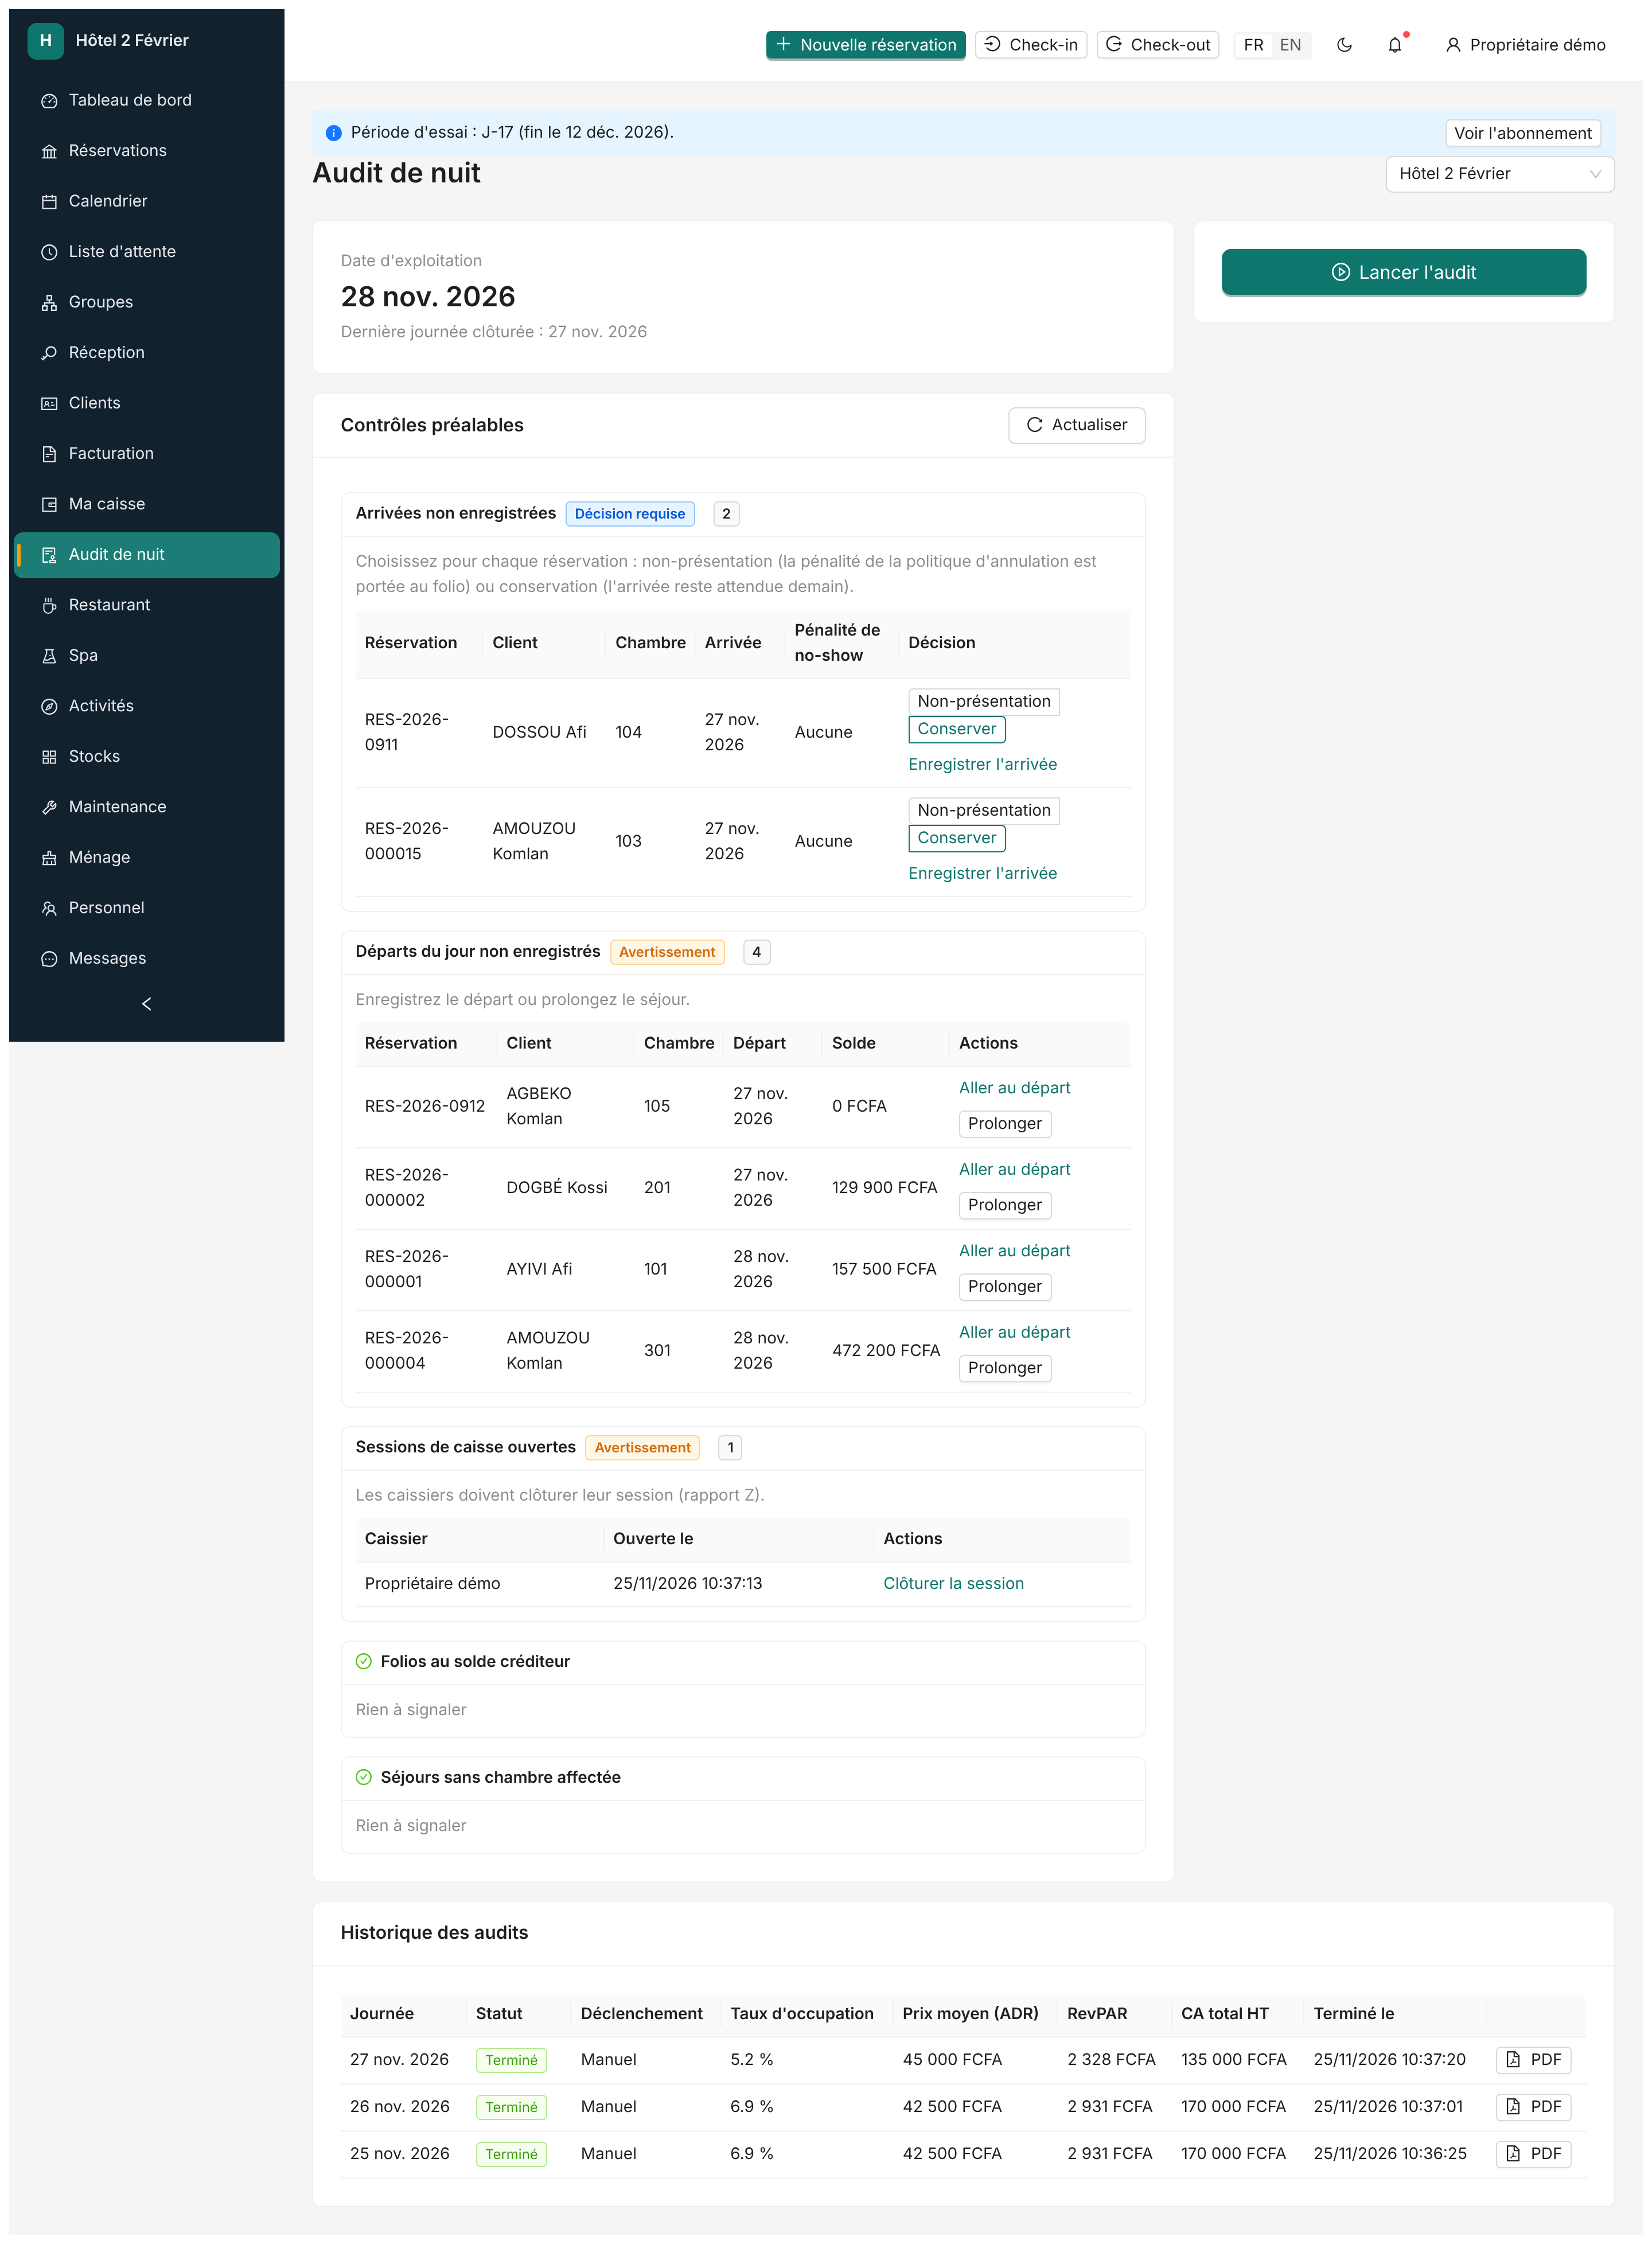 H Hôtel 2 Février
Nouvelle réservation Check-in Check-out FR EN Propriétaire démo
Tableau de bord
Réservations
Calendrier
Liste d'attente
Groupes
Réception
Clients
Facturation
Ma caisse
Audit de nuit
Restaurant
Spa
Activités
Stocks
Maintenance
Ménage
Personnel
Messages
Période d'essai : J-17 (fin le 12 déc. 2026). Voir l'abonnement
Audit de nuit Hôtel 2 Février
Date d'exploitation
28 nov. 2026
Dernière journée clôturée : 27 nov. 2026
Lancer l'audit
Contrôles préalables Actualiser
Arrivées non enregistrées Décision requise 2
Choisissez pour chaque réservation : non-présentation (la pénalité de la politique d'annulation est
portée au folio) ou conservation (l'arrivée reste attendue demain).
Réservation Client Chambre Arrivée Pénalité de no-show Décision
RES-2026-0911 DOSSOU Afi 104 27 nov. 2026 Aucune Non-présentation Conserver Enregistrer l'arrivée
RES-2026-000015 AMOUZOU Komlan 103 27 nov. 2026 Aucune Non-présentation Conserver Enregistrer l'arrivée
Départs du jour non enregistrés Avertissement 4
Enregistrez le départ ou prolongez le séjour.
Réservation Client Chambre Départ Solde Actions
RES-2026-0912 AGBEKO Komlan 105 27 nov. 2026 0 FCFA Aller au départ Prolonger
RES-2026-000002 DOGBÉ Kossi 201 27 nov. 2026 129 900 FCFA Aller au départ Prolonger
RES-2026-000001 AYIVI Afi 101 28 nov. 2026 157 500 FCFA Aller au départ Prolonger
RES-2026-000004 AMOUZOU Komlan 301 28 nov. 2026 472 200 FCFA Aller au départ Prolonger
Sessions de caisse ouvertes Avertissement 1
Les caissiers doivent clôturer leur session (rapport Z).
Caissier Ouverte le Actions
Propriétaire démo 25/11/2026 10:37:13 Clôturer la session
Folios au solde créditeur
Rien à signaler
Séjours sans chambre affectée
Rien à signaler
Historique des audits
Journée Statut Déclenchement Taux d'occupation Prix moyen (ADR) RevPAR CA total HT Terminé le
27 nov. 2026 Terminé Manuel 5.2 % 45 000 FCFA 2 328 FCFA 135 000 FCFA 25/11/2026 10:37:20 PDF
26 nov. 2026 Terminé Manuel 6.9 % 42 500 FCFA 2 931 FCFA 170 000 FCFA 25/11/2026 10:37:01 PDF
25 nov. 2026 Terminé Manuel 6.9 % 42 500 FCFA 2 931 FCFA 170 000 FCFA 25/11/2026 10:36:25 PDF